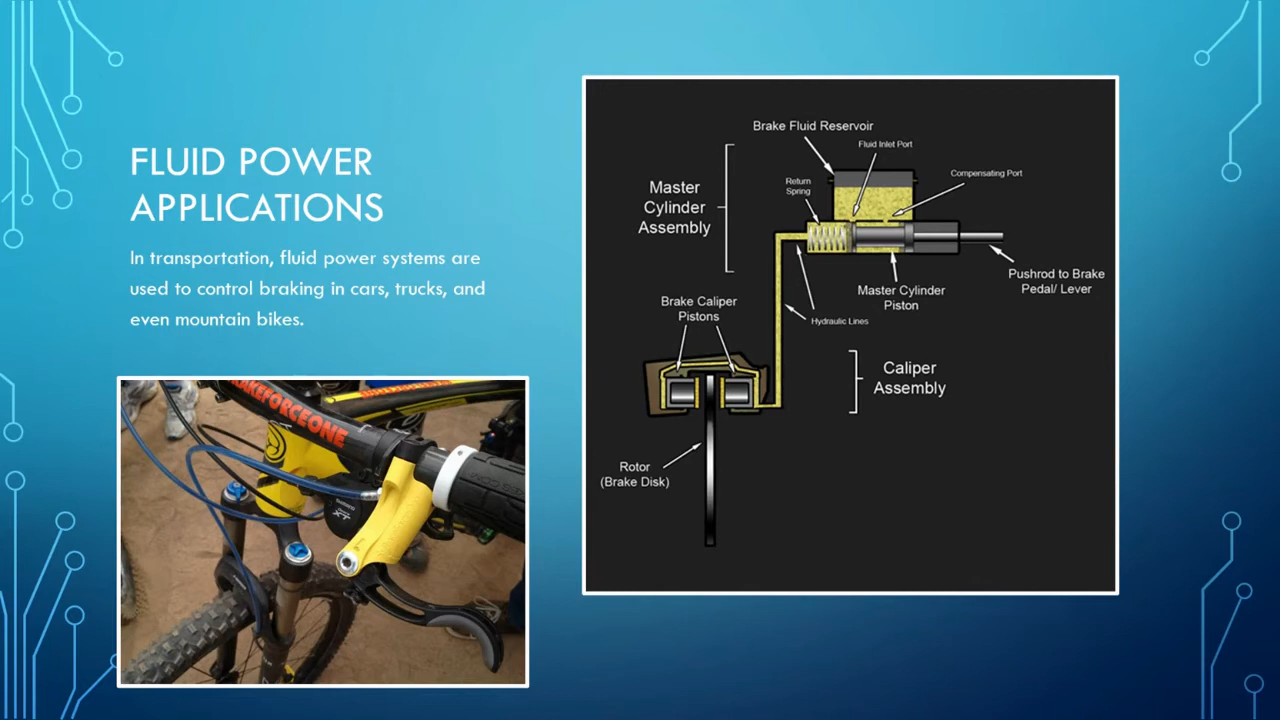 FLUID POWER
APPLICATIONS
In transportation, fluid power systems are
used to control braking in cars, trucks, and
even mountain bikes.
BRAKEFORCEONE
SHIMANO
Brake Fluid Reservoir
Fluid Inlet Port
Compensating Port
Return
Spring
Master
Cylinder
Assembly
Pushrod to Brake
Pedal/ Lever
Master Cylinder
Piston
Brake Caliper
Pistons
Hydraulic Lines
Caliper
Assembly
Rotor
(Brake Disk)